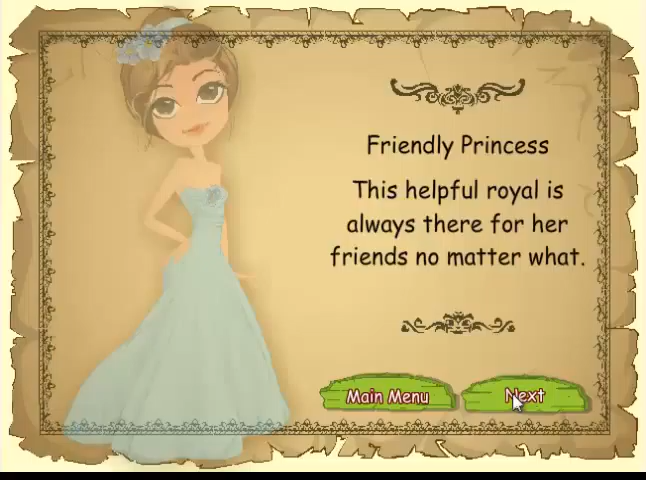 Friendly Princess
This helpful royal is
always there for her
friends no matter what.
Main Menu
Next